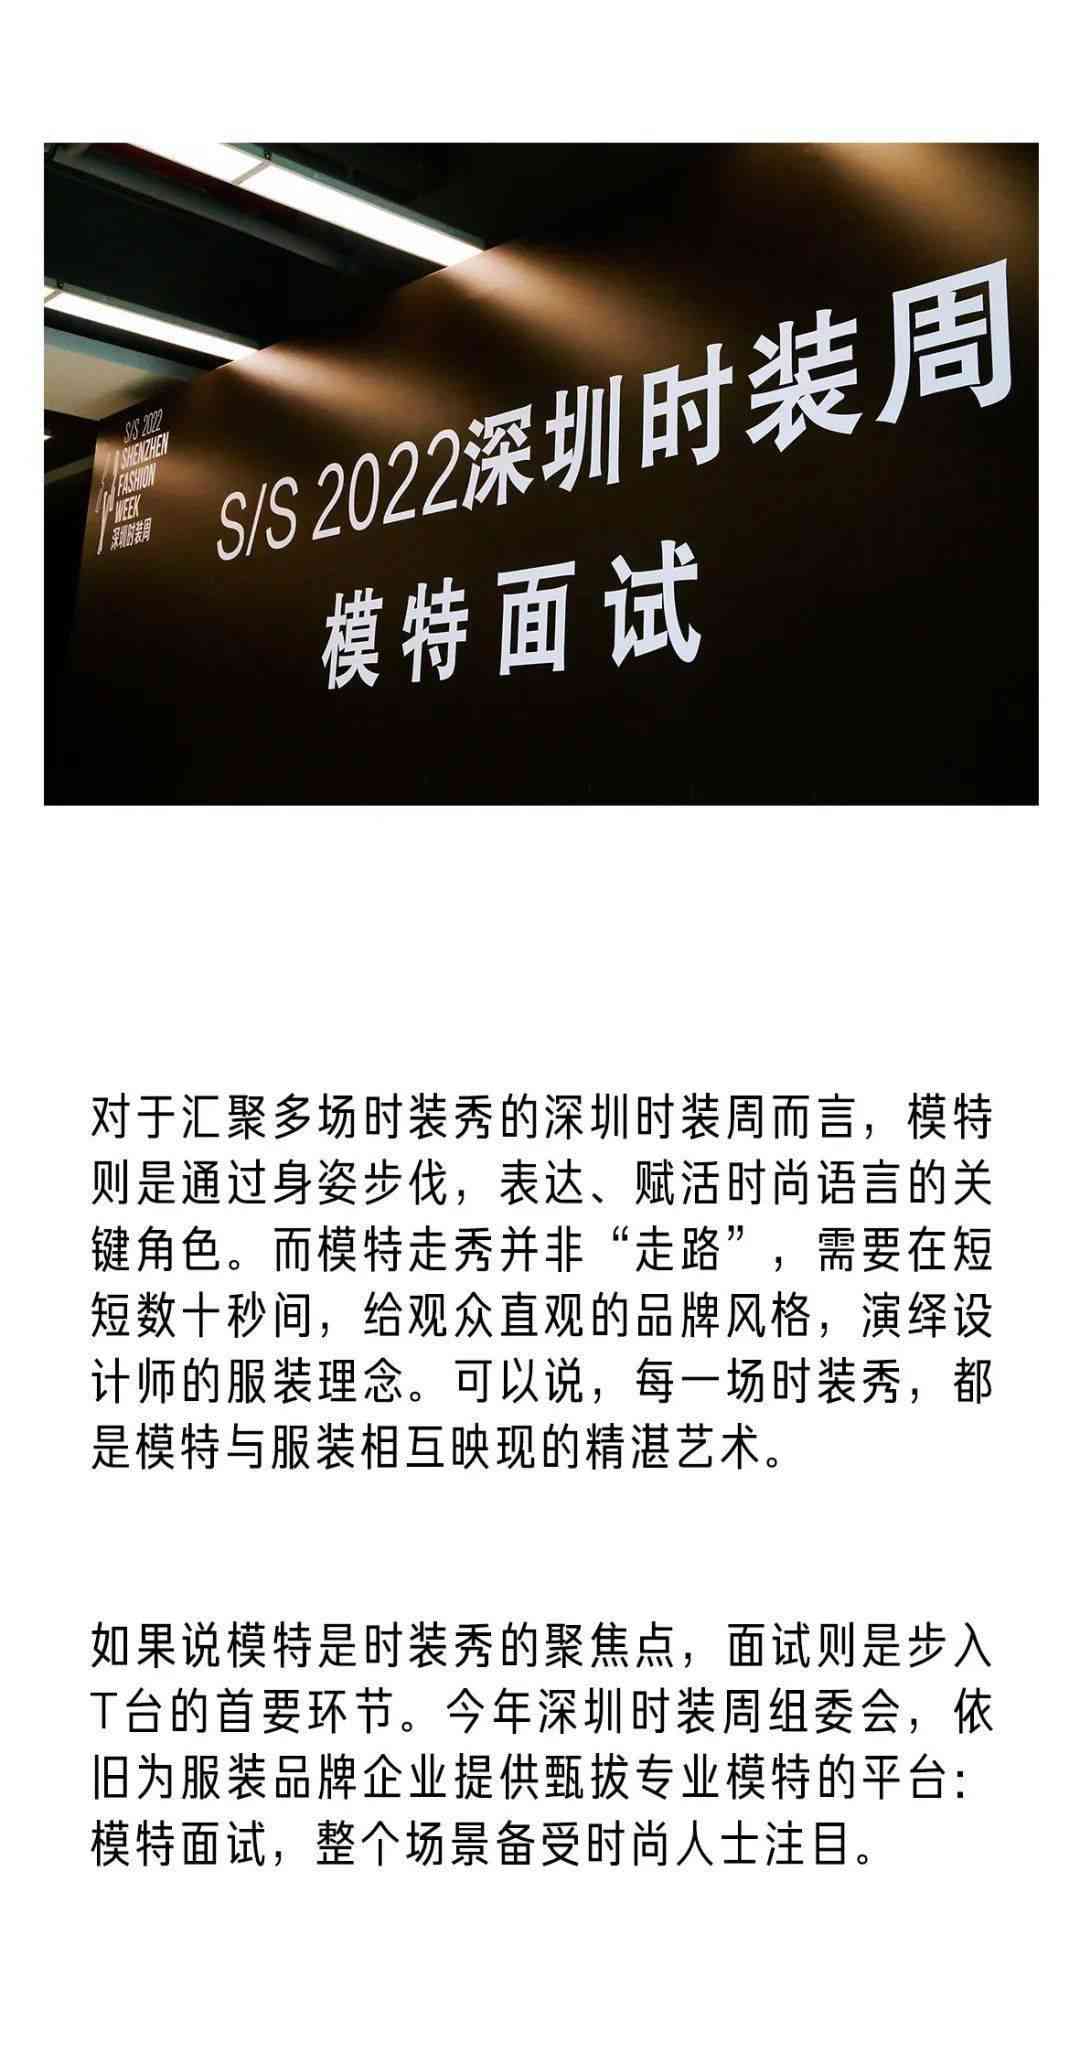 S/S 2022
SHENZHEN
FASHION
WEEK
深圳时装周
S/S 2022深圳时装周
模特面试
对于汇聚多场时装秀的深圳时装周而言，模特
则是通过身姿步伐，表达、赋活时尚语言的关
键角色。而模特走秀并非“走路”，需要在短
短数十秒间，给观众直观的品牌风格，演绎设
计师的服装理念。可以说，每一场时装秀，都
是模特与服装相互映现的精湛艺术。
如果说模特是时装秀的聚焦点，面试则是步入
T台的首要环节。今年深圳时装周组委会，依
旧为服装品牌企业提供甄拔专业模特的平台：
模特面试，整个场景备受时尚人士注目。